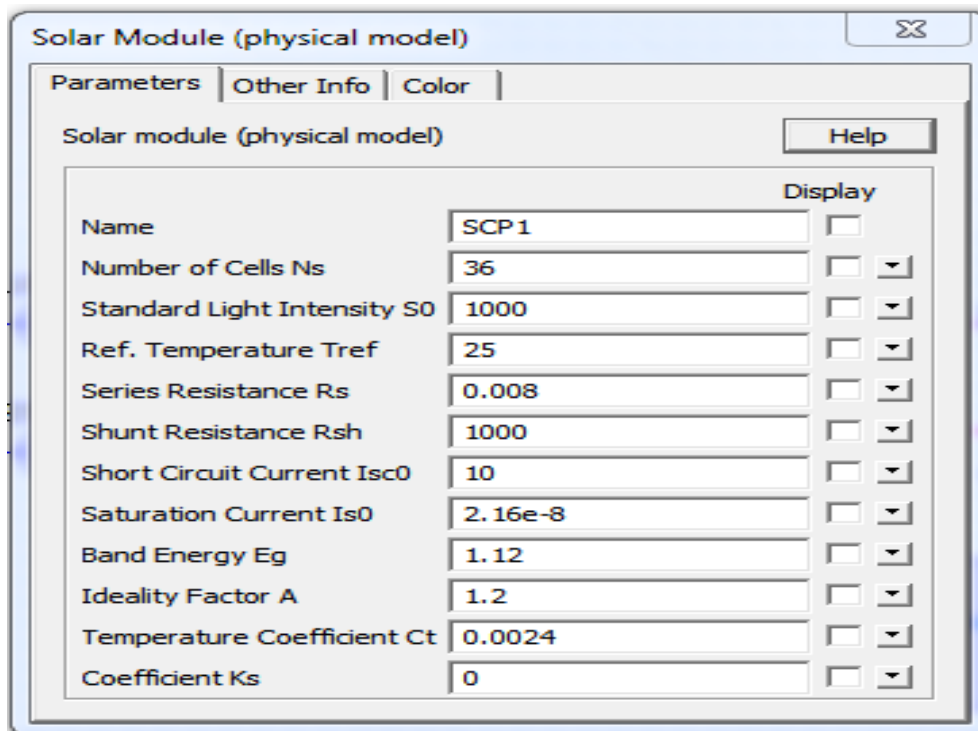 Solar Module (physical model)
Parameters Other Info Color
Solar module (physical model) Help
Display
Name SCP1
Number of Cells Ns 36
Standard Light Intensity S0 1000
Ref. Temperature Tref 25
Series Resistance Rs 0.008
Shunt Resistance Rsh 1000
Short Circuit Current Isc0 10
Saturation Current Is0 2.16e-8
Band Energy Eg 1.12
Ideality Factor A 1.2
Temperature Coefficient Ct 0.0024
Coefficient Ks 0